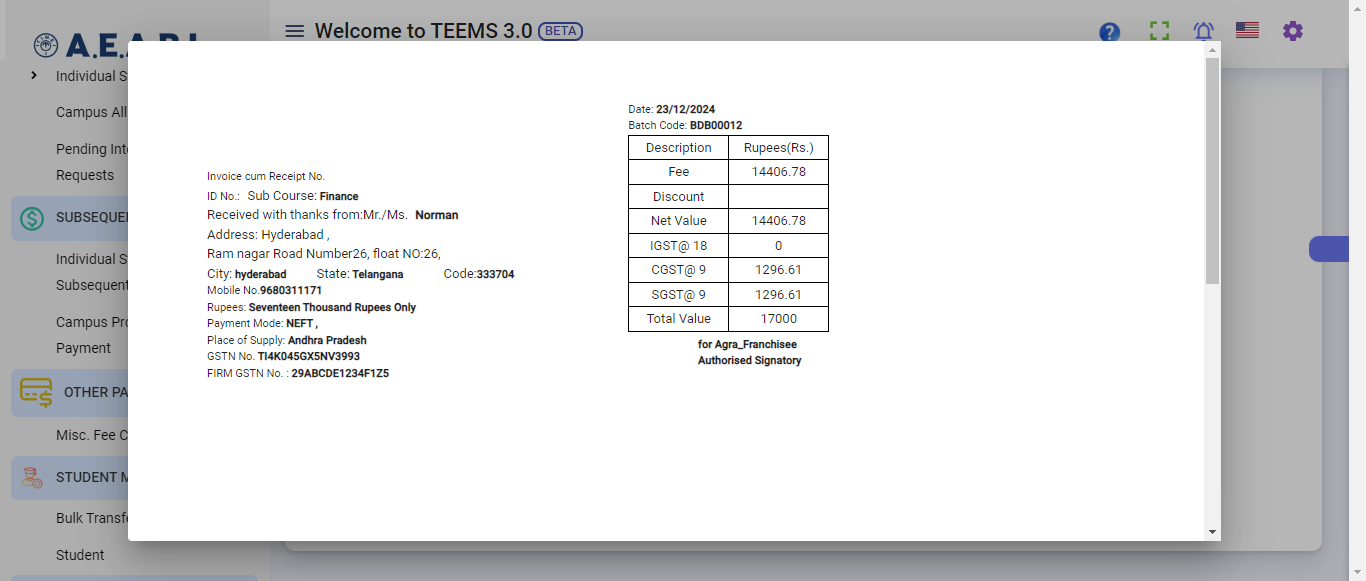 Welcome to TEEMS 3.0 BETA
Individual S
Campus All
Pending Int
Requests
SUBSEQUE
Individual S
Subsequent
Campus Pr
Payment
OTHER PA
Misc. Fee C
STUDENT M
Bulk Transf
Student
Invoice cum Receipt No.
ID No.: Sub Course: Finance
Received with thanks from:Mr./Ms. Norman
Address: Hyderabad ,
Ram nagar Road Number26, float NO:26,
City: hyderabad State: Telangana Code:333704
Mobile No.9680311171
Rupees: Seventeen Thousand Rupees Only
Payment Mode: NEFT ,
Place of Supply: Andhra Pradesh
GSTN No. TI4K045GX5NV3993
FIRM GSTN No. : 29ABCDE1234F1Z5
Date: 23/12/2024
Batch Code: BDB00012
Description Rupees(Rs.)
Fee 14406.78
Discount
Net Value 14406.78
IGST@ 18 0
CGST@ 9 1296.61
SGST@ 9 1296.61
Total Value 17000
for Agra_Franchisee
Authorised Signatory